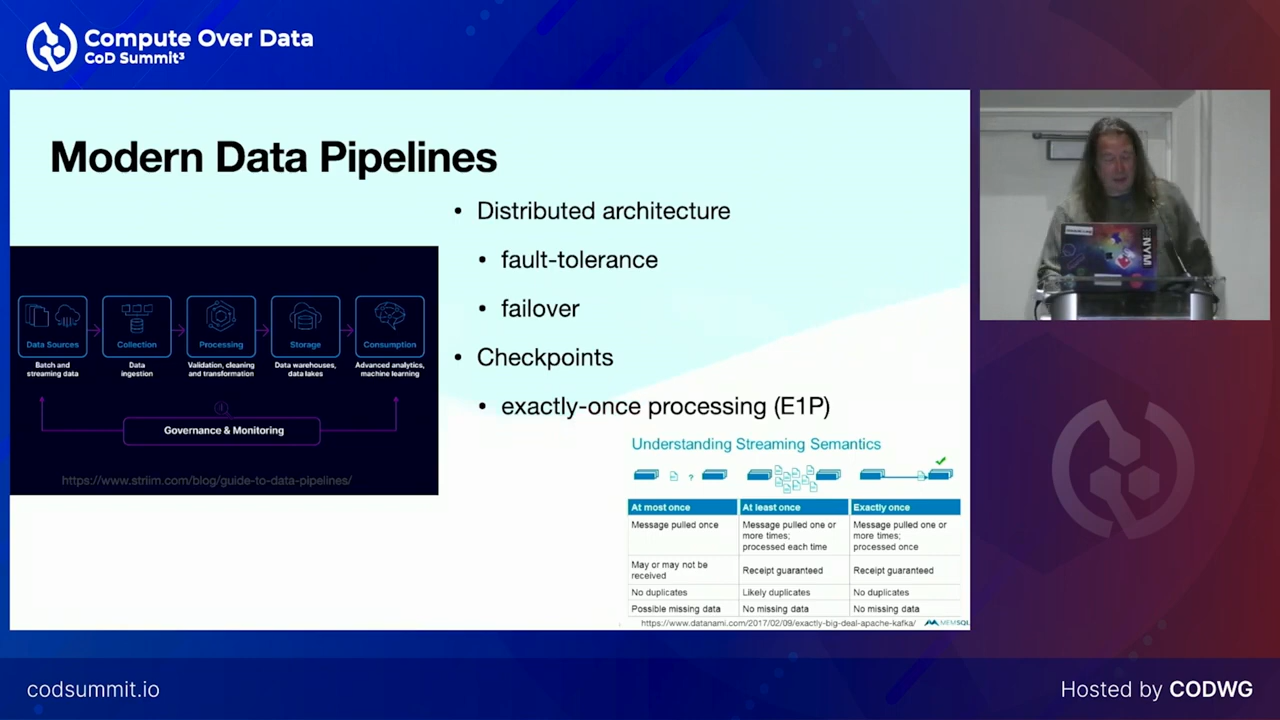 Compute Over Data
CoD Summit³
Modern Data Pipelines
• Distributed architecture
• fault-tolerance
• failover
• Checkpoints
• exactly-once processing (E1P)
Data Sources
Collection
Processing
Storage
Consumption
Batch and
streaming data
Data
ingestion
Validation, cleaning
and transformation
Data warehouses,
data lakes
Advanced analytics,
machine learning
Governance & Monitoring
https://www.striim.com/blog/guide-to-data-pipelines/
Understanding Streaming Semantics
?
At most once
At least once
Exactly once
Message pulled once
Message pulled one or
more times;
processed each time
Message pulled one or
more times;
processed once
May or may not be
received
Receipt guaranteed
Receipt guaranteed
No duplicates
Likely duplicates
No duplicates
Possible missing data
No missing data
No missing data
https://www.datanami.com/2017/02/09/exactly-big-deal-apache-kafka/
MEMSQL
NYM
codsummit.io
Hosted by CODWG